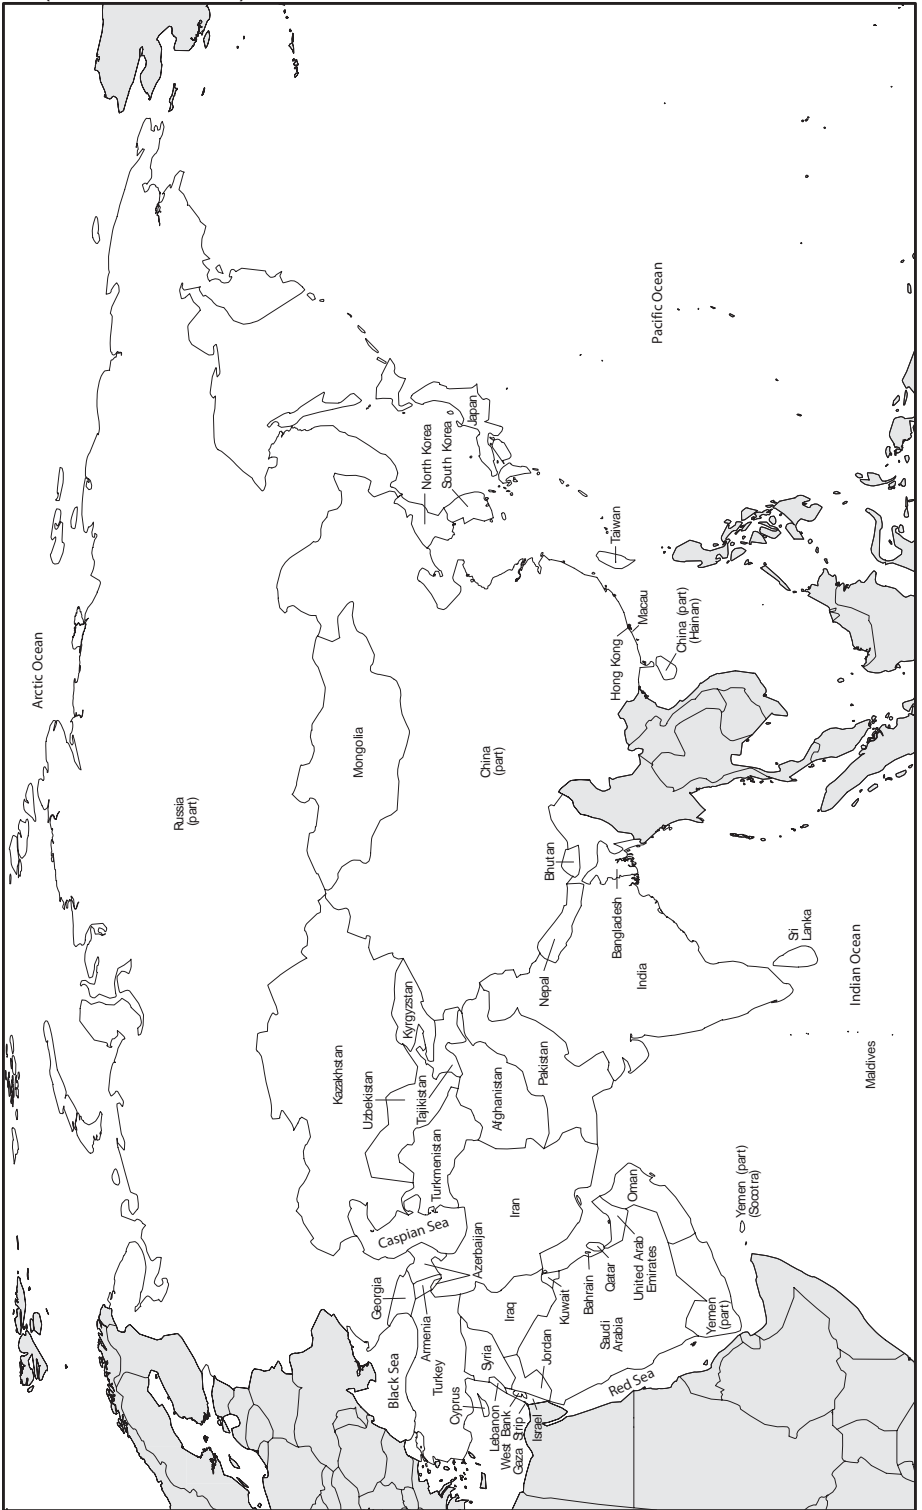 Arctic Ocean
Russia
(part)
Mongolia
China
(part)
Kazakhstan
Uzbekistan
Kyrgyzstan
Tajikistan
Turkmenistan
Caspian Sea
Georgia
Armenia
Azerbaijan
Black Sea
Turkey
Cyprus
Syria
Lebanon
West Bank
Gaza Strip
Israel
Jordan
Iraq
Iran
Kuwait
Bahrain
Qatar
United Arab
Emirates
Saudi
Arabia
Oman
Yemen
(part)
Yemen (part)
(Socotra)
Red Sea
Afghanistan
Pakistan
Nepal
Bhutan
Bangladesh
India
Sri
Lanka
Maldives
Indian Ocean
North Korea
South Korea
Japan
Taiwan
Hong Kong
Macau
China (part)
(Hainan)
Pacific Ocean